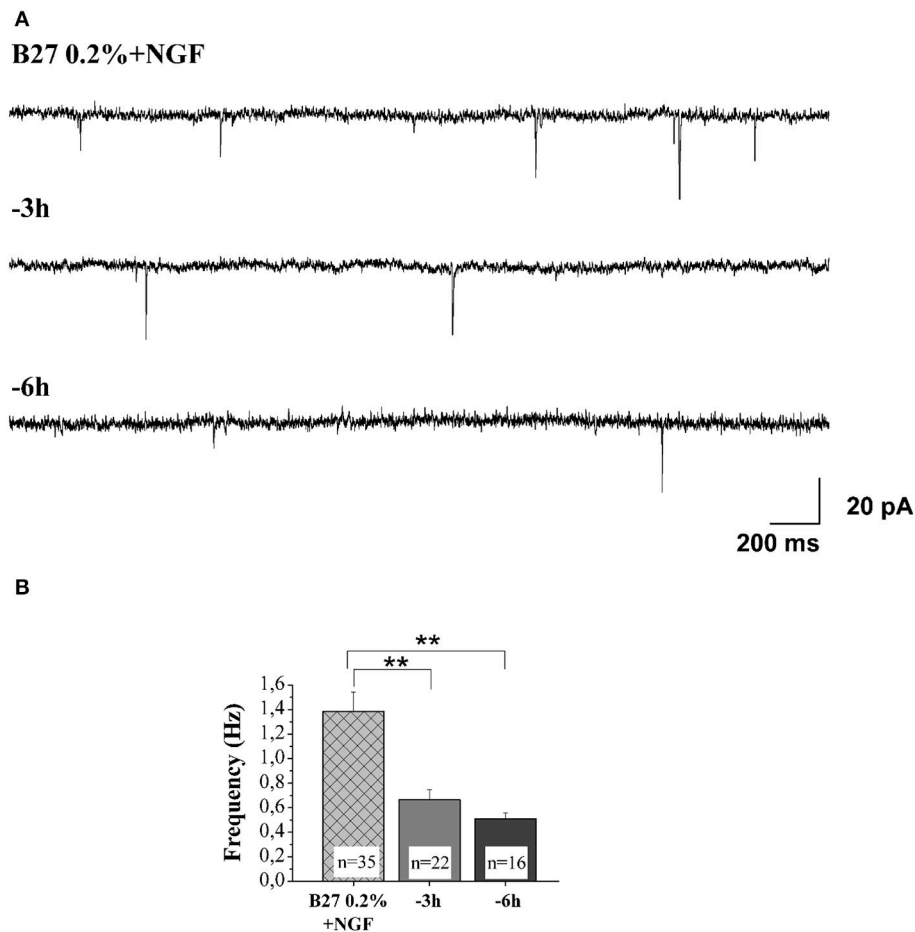 A
B27 0.2%+NGF
-3h
-6h
20 pA
200 ms
B
**
**
1,6
1,4
1,2
1,0
0,8
0,6
0,4
0,2
0,0
Frequency (Hz)
n=35
n=22
n=16
B27 0.2%
+NGF
-3h
-6h